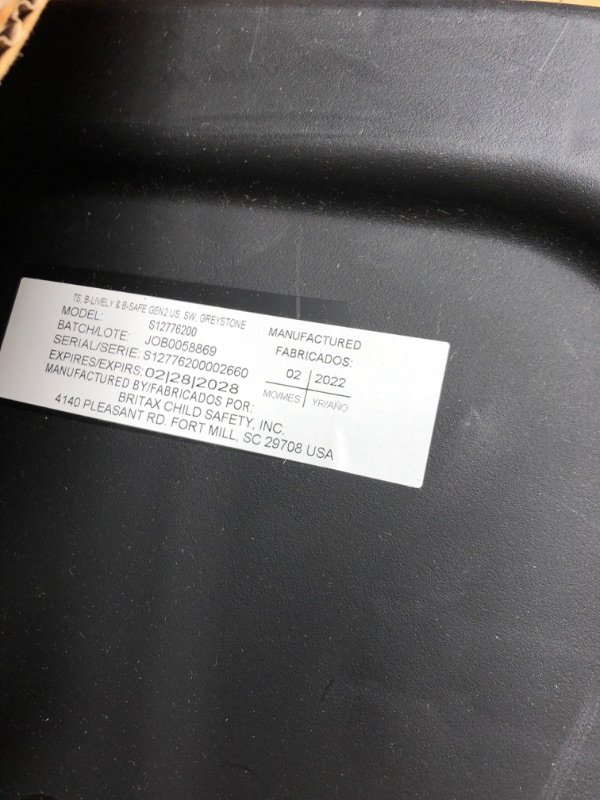 TS, B-LIVELY & B-SAFE GEN2 US, SW, GREYSTONE
MODEL: S12776200
BATCH/LOTE: JOB0058869
SERIAL/SERIE: S12776200002660
EXPIRES/EXPIRS: 02|28|2028
MANUFACTURED BY/FABRICADOS POR:
BRITAX CHILD SAFETY, INC.
4140 PLEASANT RD. FORT MILL, SC 29708 USA
MANUFACTURED
FABRICADOS:
02 | 2022
MO/MES | YR/AÑO